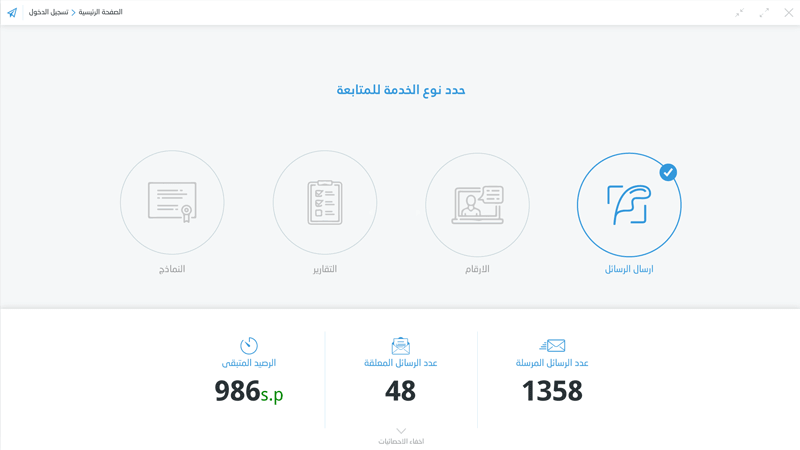 الصفحة الرئيسية
تسجيل الدخول
حدد نوع الخدمة للمتابعة
ارسال الرسائل
الارقام
التقارير
النماذج
عدد الرسائل المرسلة
1358
عدد الرسائل المعلقة
48
الرصيد المتبقى
986s.p
اخفاء الاحصائيات